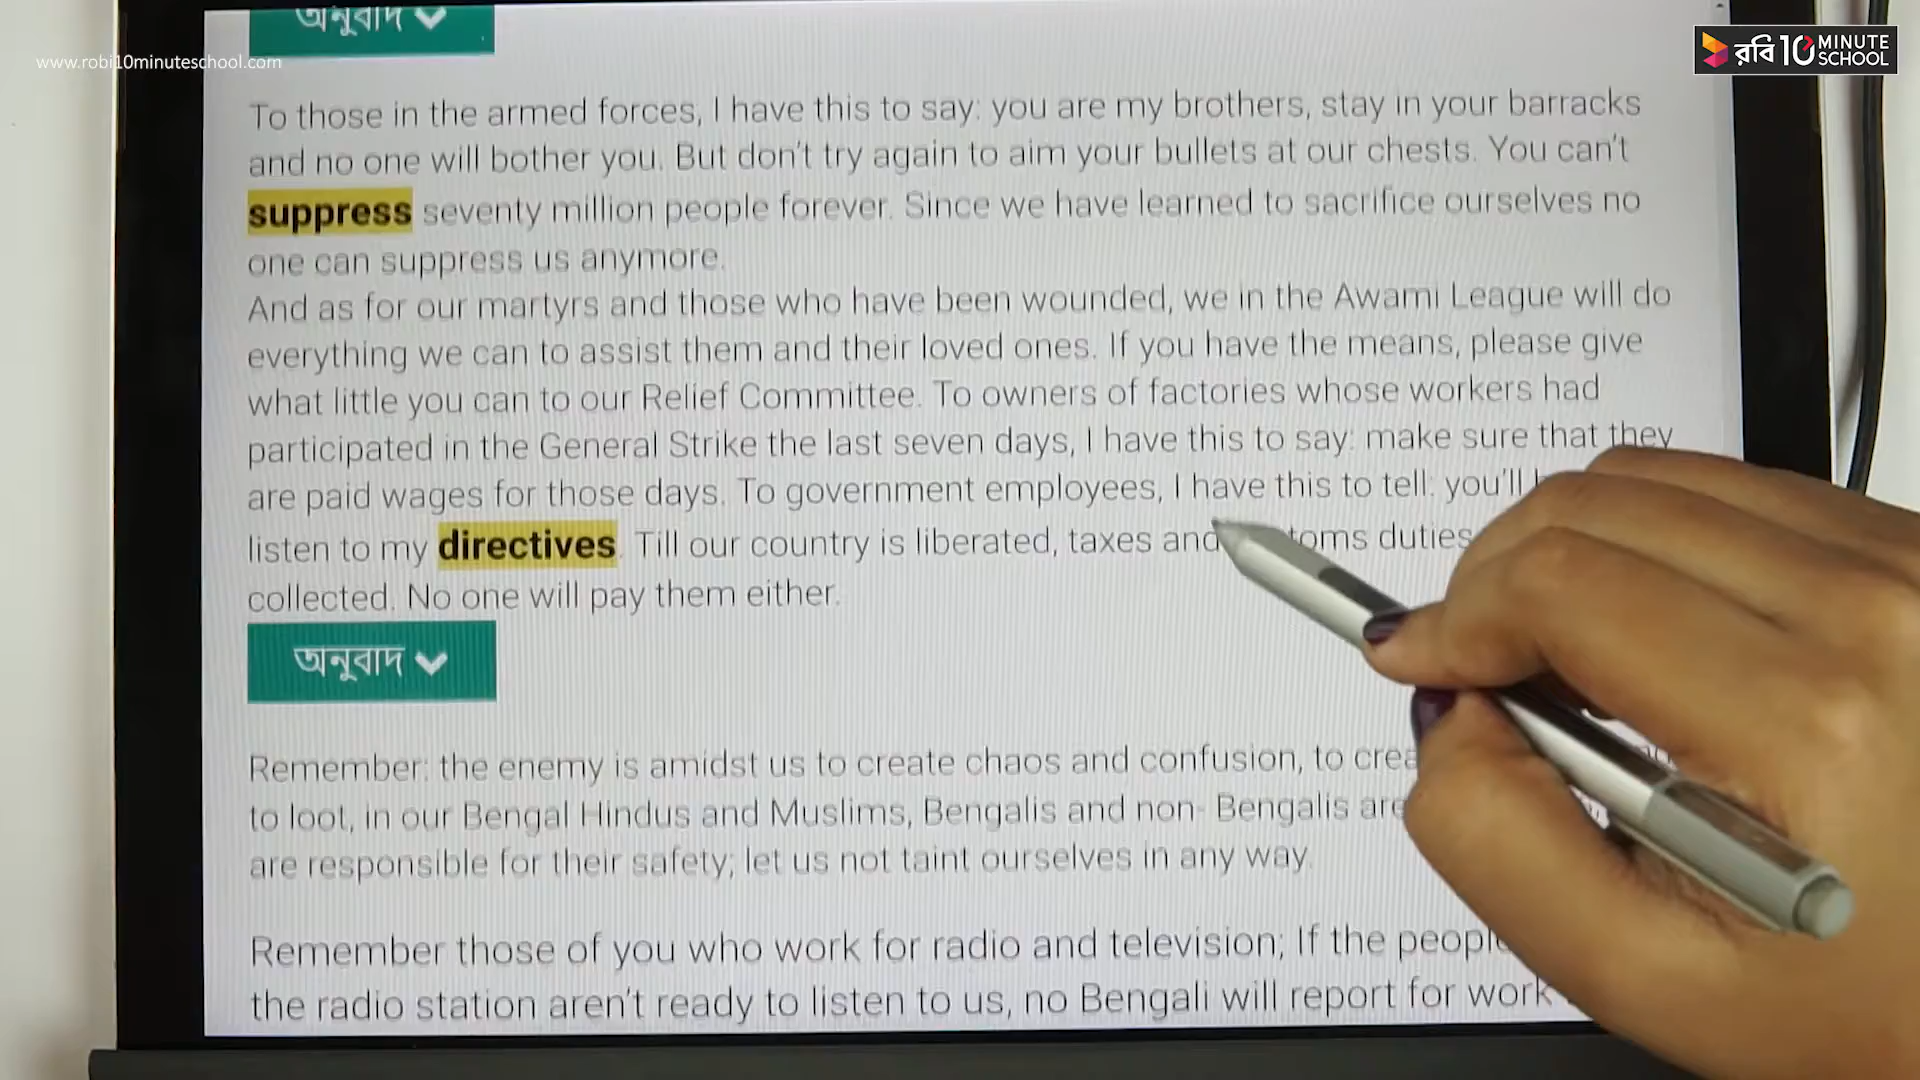 অনুবাদ
www.robi10minuteschool.com
রবি 10 MINUTE SCHOOL
To those in the armed forces, I have this to say: you are my brothers, stay in your barracks
and no one will bother you. But don't try again to aim your bullets at our chests. You can't
suppress seventy million people forever. Since we have learned to sacrifice ourselves no
one can suppress us anymore.
And as for our martyrs and those who have been wounded, we in the Awami League will do
everything we can to assist them and their loved ones. If you have the means, please give
what little you can to our Relief Committee. To owners of factories whose workers had
participated in the General Strike the last seven days, I have this to say: make sure that they
are paid wages for those days. To government employees, I have this to tell: you'll
listen to my directives. Till our country is liberated, taxes and duties
collected. No one will pay them either.
অনুবাদ
Remember: the enemy is amidst us to create chaos and confusion, to
to loot, in our Bengal Hindus and Muslims, Bengalis and non- Bengalis are
are responsible for their safety; let us not taint ourselves in any way.
Remember those of you who work for radio and television; If the
the radio station aren't ready to listen to us, no Bengali will report for work